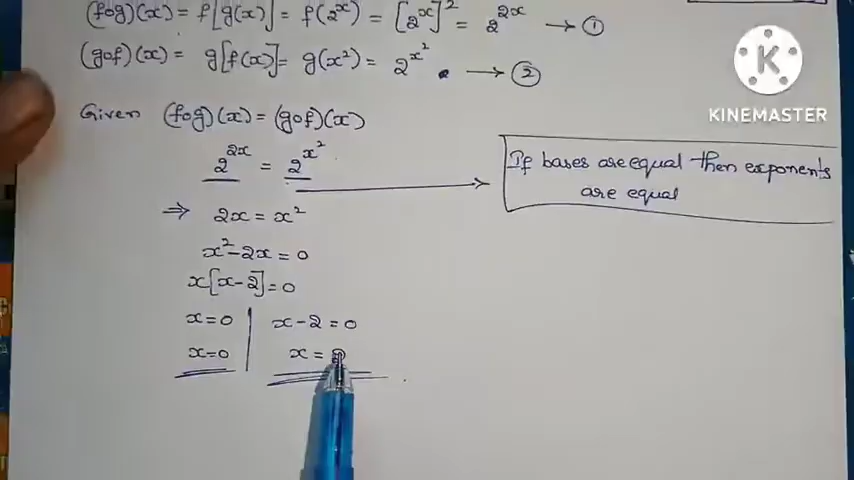 (fog)(x) = f[g(x)] = f(2^x) = [2^x]^2 = 2^{2x} → ①
(gof)(x) = g[f(x)] = g(x^2) = 2^{x^2}. → ②
K
KINEMASTER
Given (fog)(x) = (gof)(x)
2^{2x} = 2^{x^2}
If bases are equal then exponents
are equal
⇒ 2x = x^2
x^2 - 2x = 0
x[x-2] = 0
x = 0 | x - 2 = 0
x = 0 | x = 2